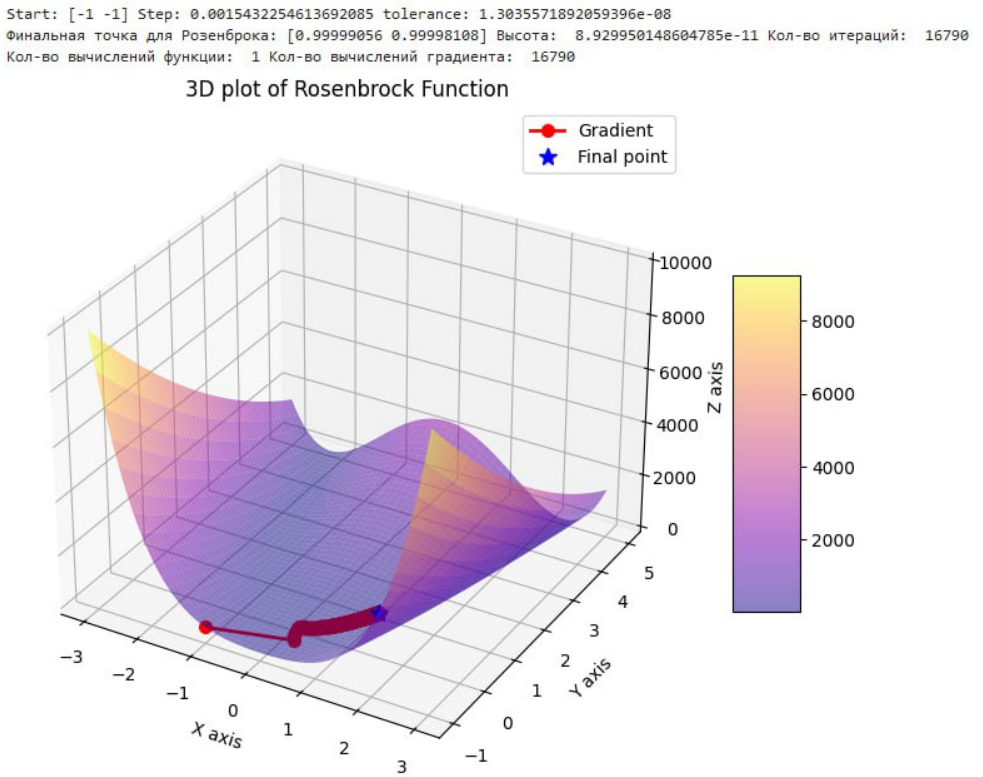 Start: [-1 -1] Step: 0.0015432254613692085 tolerance: 1.3035571892059396e-08
Финальная точка для Розенброка: [0.99999056 0.99998108] Высота:  8.929950148604785e-11 Кол-во итераций:  16790
Кол-во вычислений функции:  1 Кол-во вычислений градиента:  16790
3D plot of Rosenbrock Function
Gradient
Final point
10000
8000
6000
4000
2000
0
Z axis
8000
6000
4000
2000
−3
−2
−1
0
1
2
3
X axis
−1
0
1
2
3
4
5
Y axis